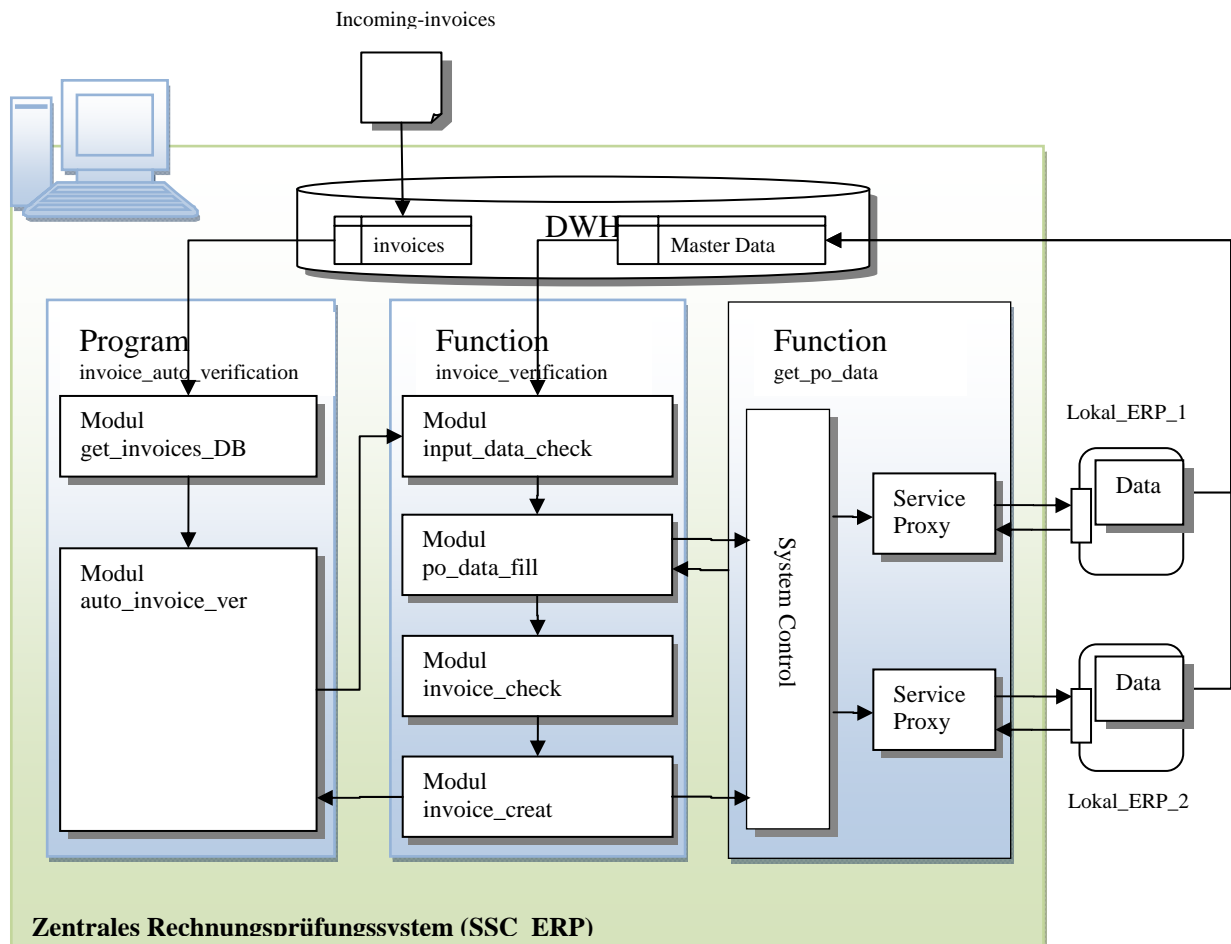 Incoming-invoices
DWH
invoices
Master Data
Program
invoice_auto_verification
Modul
get_invoices_DB
Modul
auto_invoice_ver
Function
invoice_verification
Modul
input_data_check
Modul
po_data_fill
Modul
invoice_check
Modul
invoice_creat
Function
get_po_data
System Control
Service
Proxy
Service
Proxy
Lokal_ERP_1
Data
Data
Lokal_ERP_2
Zentrales Rechnungsprüfungssystem (SSC_ERP)